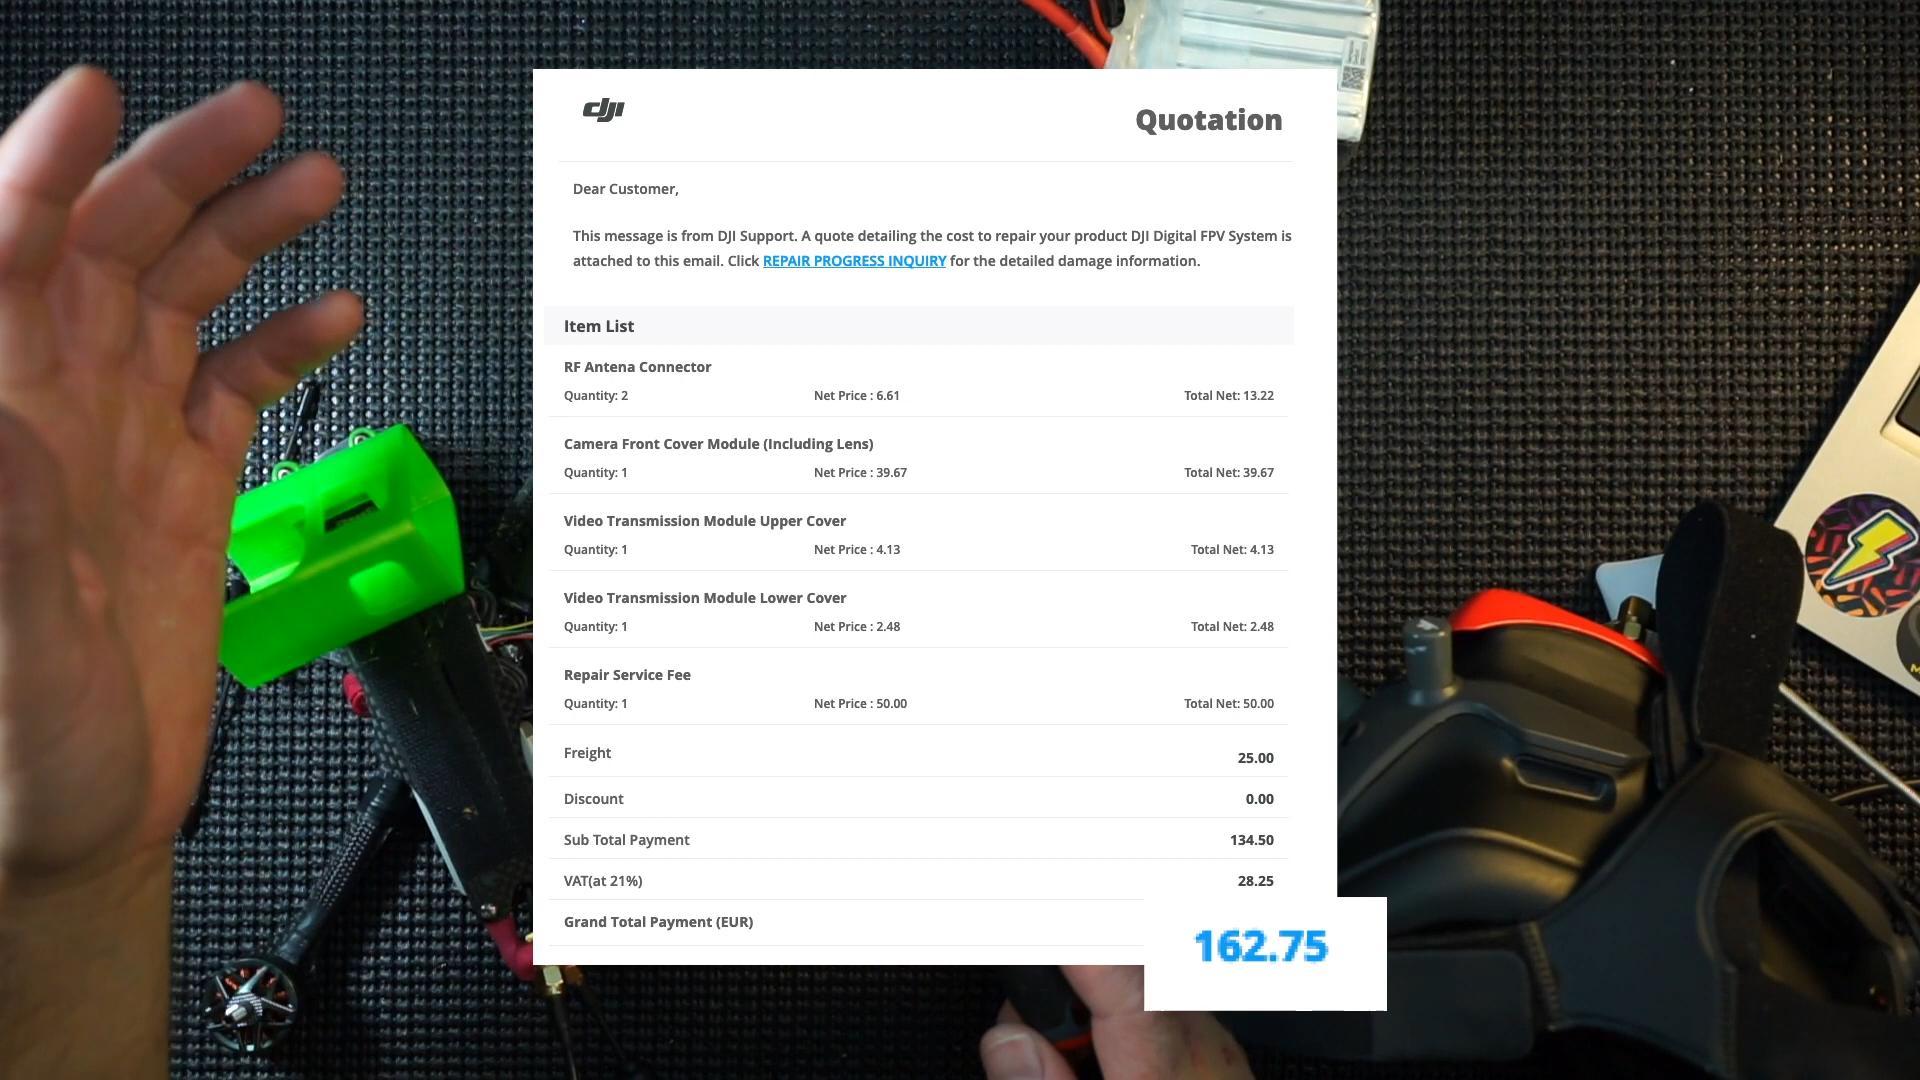 dji
Quotation
Dear Customer,
This message is from DJI Support. A quote detailing the cost to repair your product DJI Digital FPV System is
attached to this email. Click REPAIR PROGRESS INQUIRY for the detailed damage information.
Item List
RF Antena Connector
Quantity: 2 Net Price : 6.61 Total Net: 13.22
Camera Front Cover Module (Including Lens)
Quantity: 1 Net Price : 39.67 Total Net: 39.67
Video Transmission Module Upper Cover
Quantity: 1 Net Price : 4.13 Total Net: 4.13
Video Transmission Module Lower Cover
Quantity: 1 Net Price : 2.48 Total Net: 2.48
Repair Service Fee
Quantity: 1 Net Price : 50.00 Total Net: 50.00
Freight 25.00
Discount 0.00
Sub Total Payment 134.50
VAT(at 21%) 28.25
Grand Total Payment (EUR) 162.75